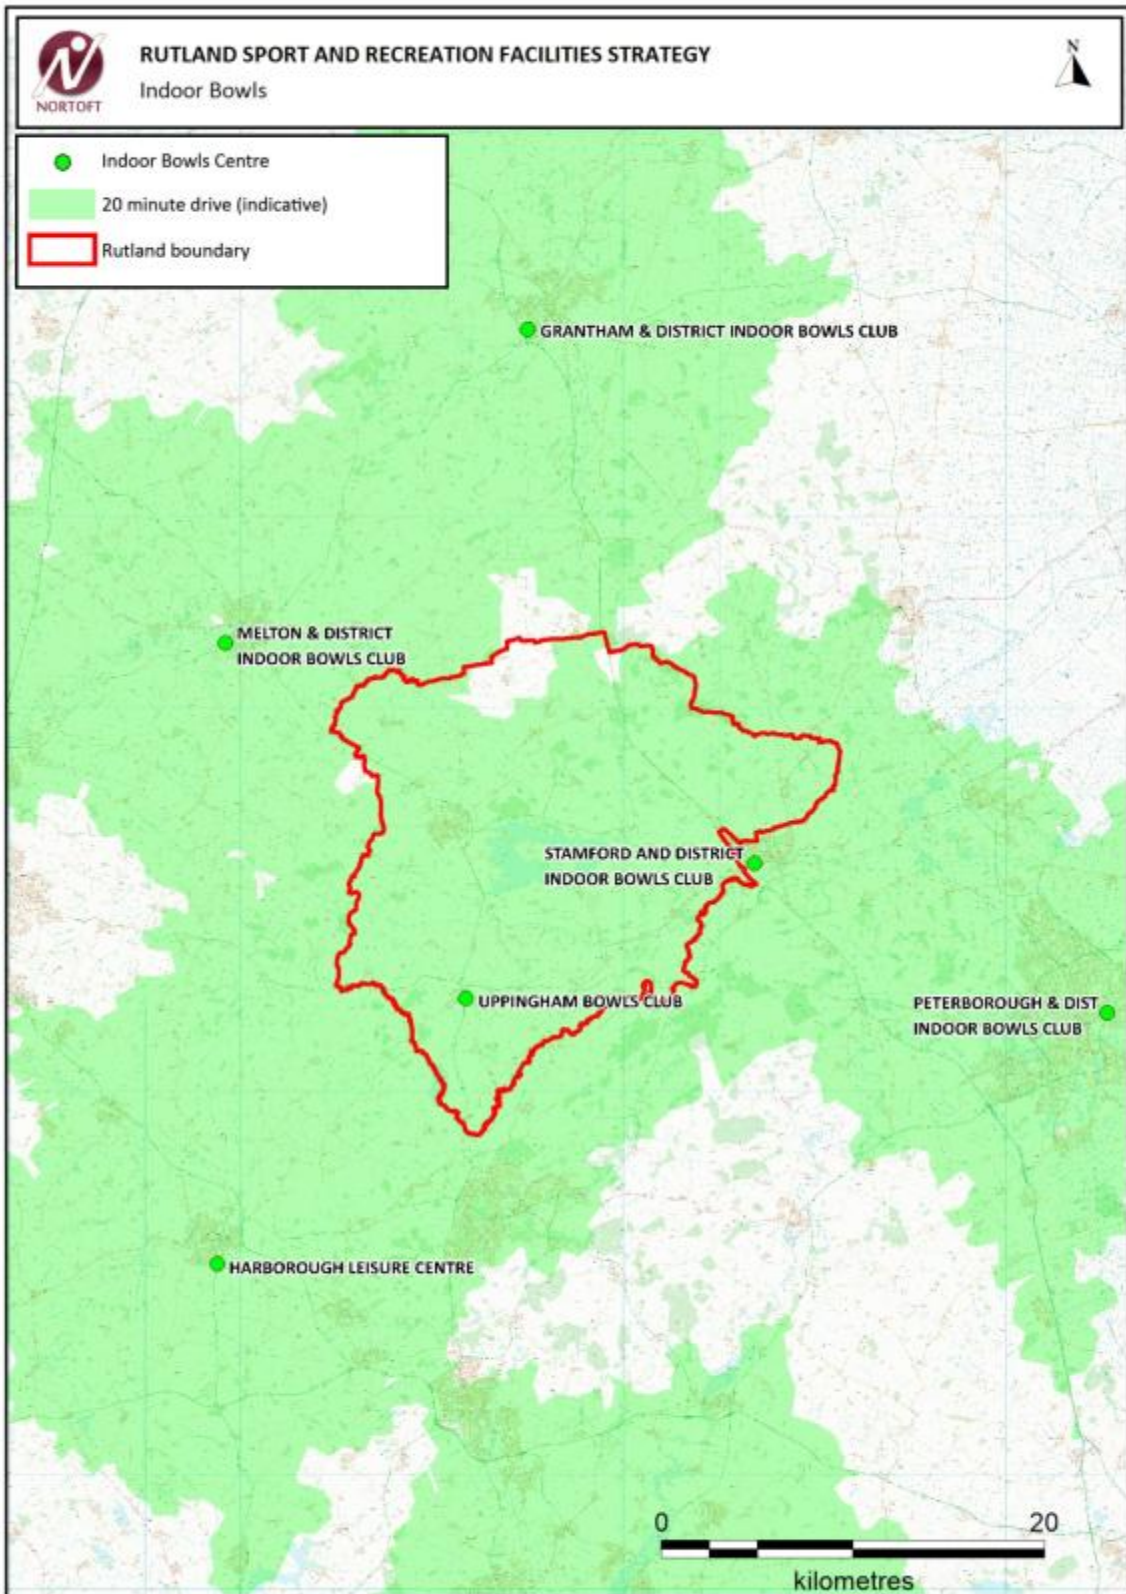 RUTLAND SPORT AND RECREATION FACILITIES STRATEGY
Indoor Bowls
NORTOFT
N
Indoor Bowls Centre
20 minute drive (indicative)
Rutland boundary
GRANTHAM & DISTRICT INDOOR BOWLS CLUB
MELTON & DISTRICT
INDOOR BOWLS CLUB
STAMFORD AND DISTRICT
INDOOR BOWLS CLUB
UPPINGHAM BOWLS CLUB
PETERBOROUGH & DIST
INDOOR BOWLS CLUB
HARBOROUGH LEISURE CENTRE
0 20
kilometres